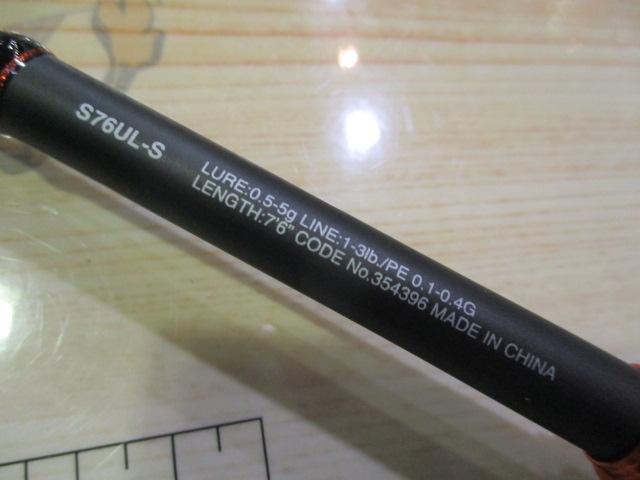 S76UL-S
LURE:0.5-5g LINE:1-3lb./PE 0.1-0.4G
LENGTH:7'6" CODE No.354396 MADE IN CHINA